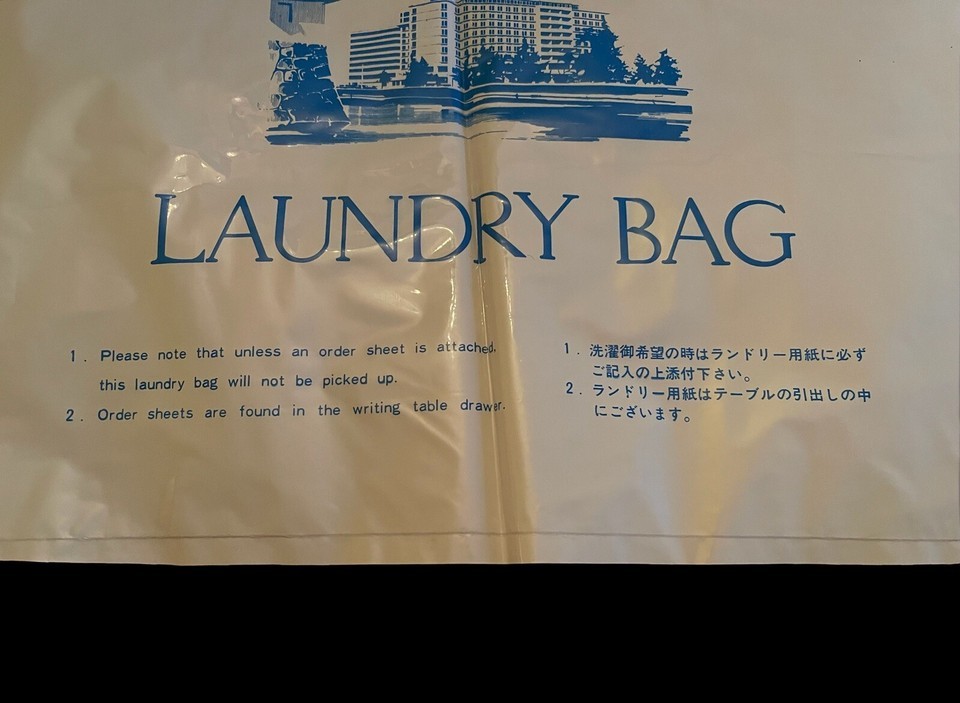 LAUNDRY BAG
1. Please note that unless an order sheet is attached,
this laundry bag will not be picked up.
2. Order sheets are found in the writing table drawer.
1. 洗濯御希望の時はランドリー用紙に必ず
ご記入の上添付下さい。
2. ランドリー用紙はテーブルの引出しの中
にございます。